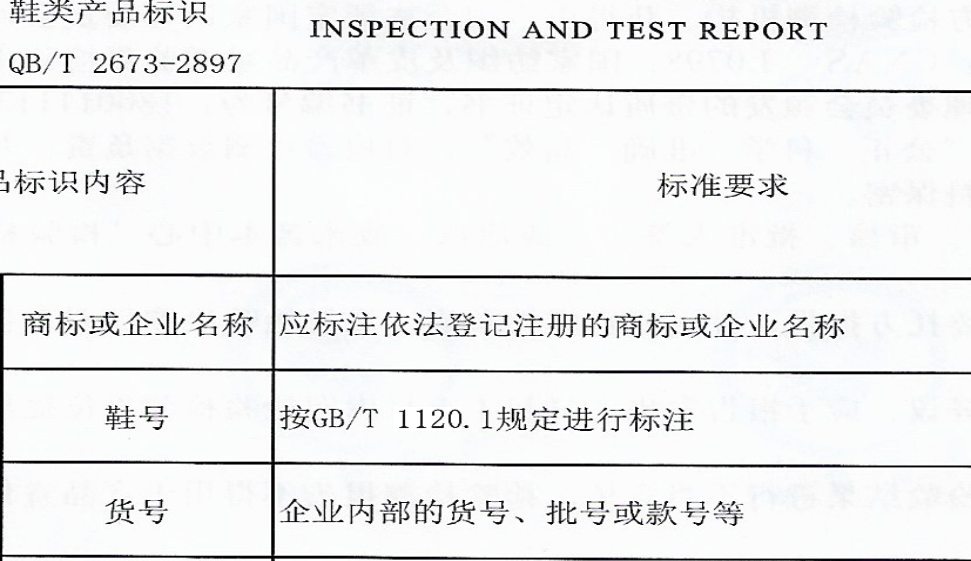 鞋类产品标识
INSPECTION AND TEST REPORT
QB/T 2673-2897
品标识内容 标准要求
商标或企业名称 应标注依法登记注册的商标或企业名称
鞋号 按GB/T 1120.1规定进行标注
货号 企业内部的货号、批号或款号等